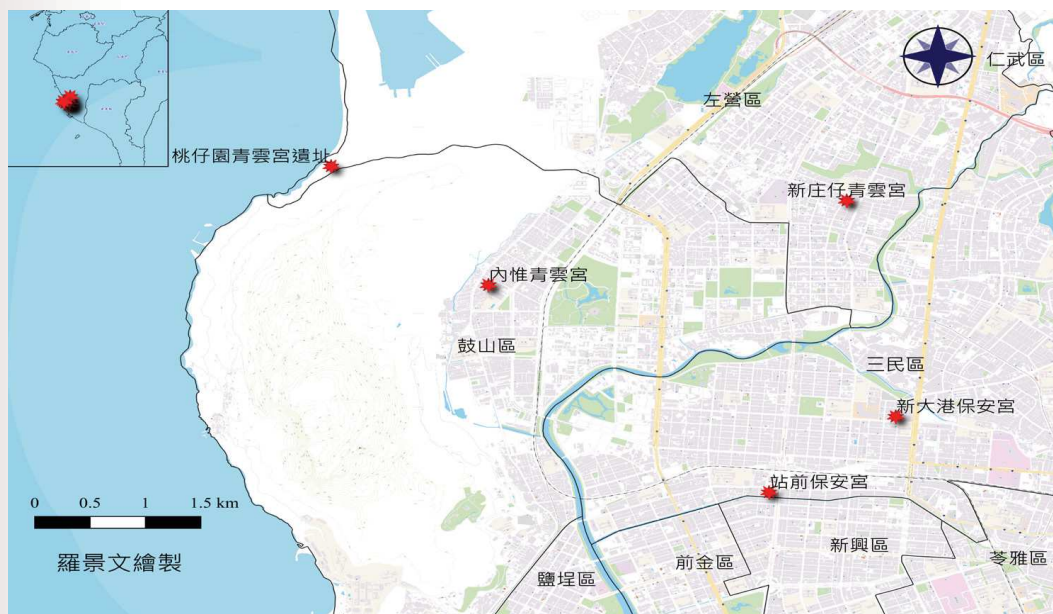 仁武區
左營區
桃仔園青雲宮遺址
新庄仔青雲宮
內惟青雲宮
鼓山區
三民區
新大港保安宮
站前保安宮
0 0.5 1 1.5 km
新興區
羅景文繪製
前金區
苓雅區
鹽埕區